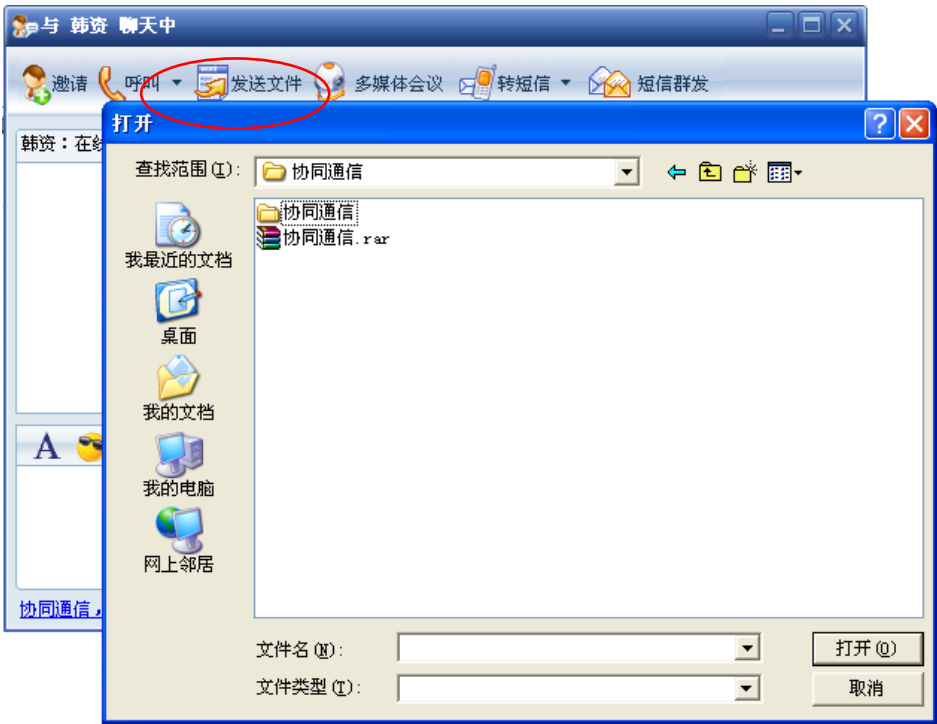 与 韩资 聊天中
邀请 呼叫 发送文件 多媒体会议 转短信 短信群发
打开
韩资：在线
查找范围(I): 协同通信
协同通信
协同通信.rar
我最近的文档
桌面
我的文档
我的电脑
网上邻居
A
协同通信，
文件名(N):
打开(O)
文件类型(T):
取消